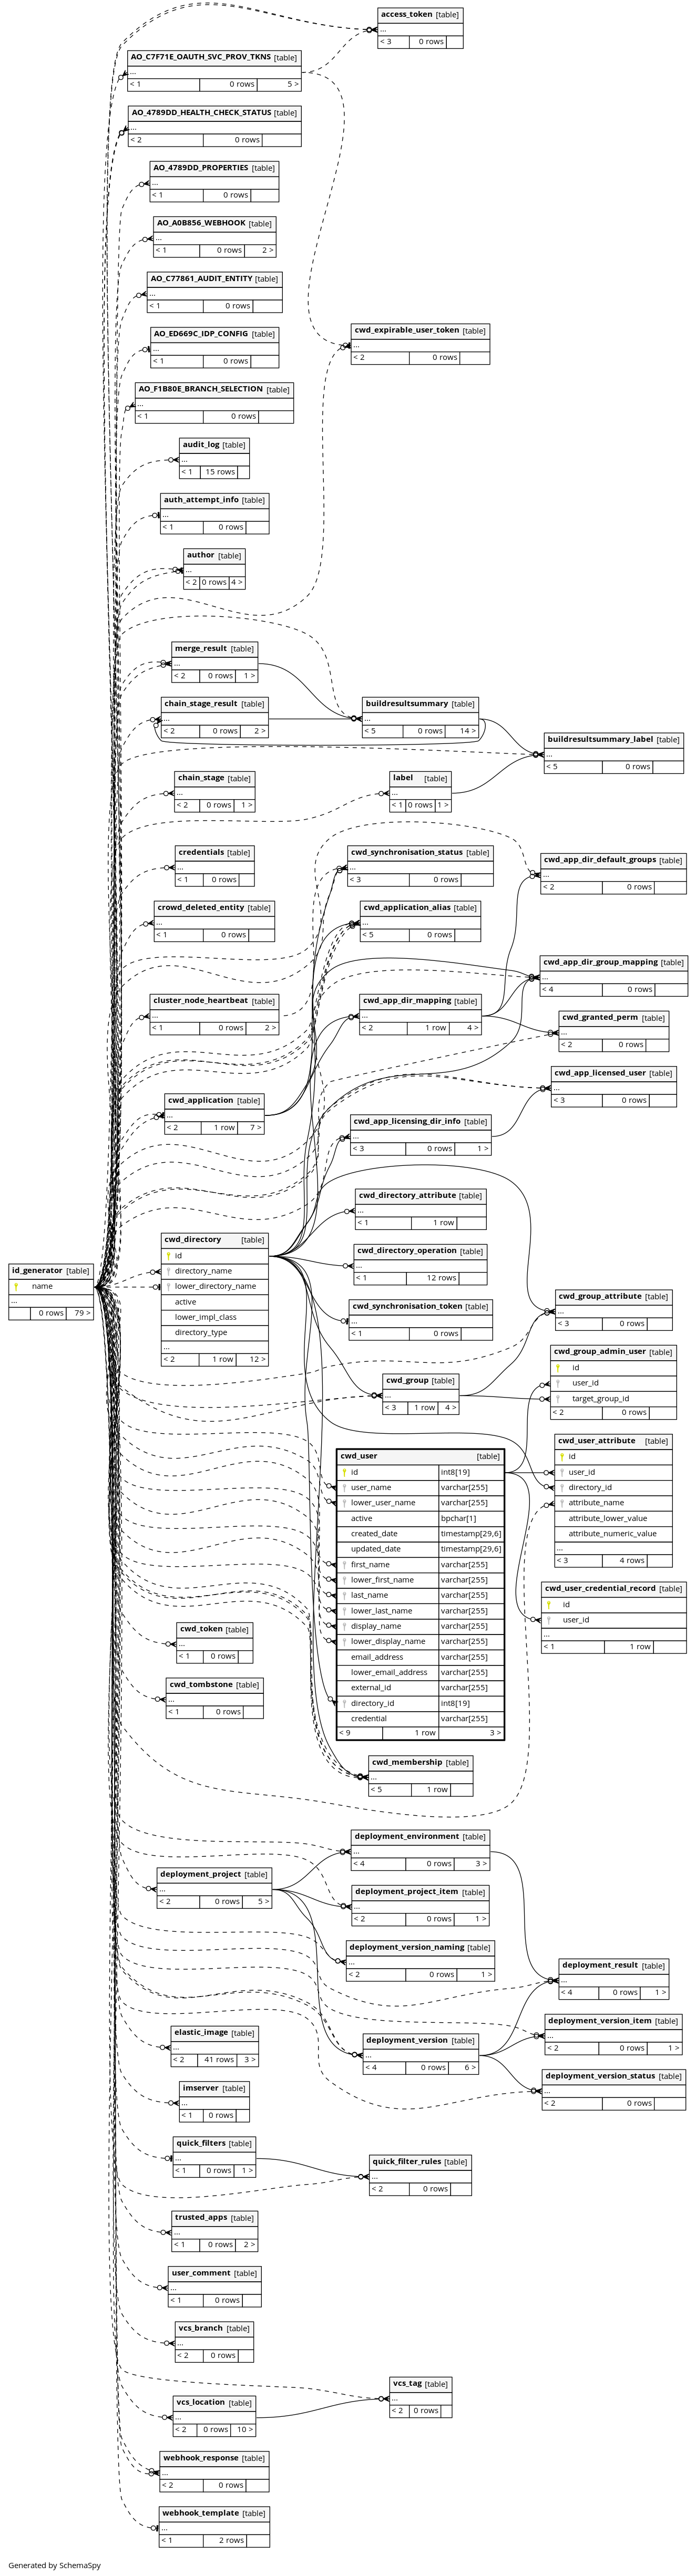 access_token [table]
...
< 3 0 rows
AO_C7F71E_OAUTH_SVC_PROV_TKNS [table]
...
< 1 0 rows 5 >
AO_4789DD_HEALTH_CHECK_STATUS [table]
...
< 2 0 rows
AO_4789DD_PROPERTIES [table]
...
< 1 0 rows
AO_A0B856_WEBHOOK [table]
...
< 1 0 rows 2 >
AO_C77861_AUDIT_ENTITY [table]
...
< 1 0 rows
AO_ED669C_IDP_CONFIG [table]
...
< 1 0 rows
cwd_expirable_user_token [table]
...
< 2 0 rows
AO_F1B80E_BRANCH_SELECTION [table]
...
< 1 0 rows
audit_log [table]
...
< 1 15 rows
auth_attempt_info [table]
...
< 1 0 rows
author [table]
...
< 2 0 rows 4 >
merge_result [table]
...
< 2 0 rows 1 >
chain_stage_result [table]
...
< 2 0 rows 2 >
buildresultsummary [table]
...
< 5 0 rows 14 >
buildresultsummary_label [table]
...
< 5 0 rows
chain_stage [table]
...
< 2 0 rows 1 >
label [table]
...
< 1 0 rows 1 >
credentials [table]
...
< 1 0 rows
cwd_synchronisation_status [table]
...
< 3 0 rows
cwd_app_dir_default_groups [table]
...
< 2 0 rows
crowd_deleted_entity [table]
...
< 1 0 rows
cwd_application_alias [table]
...
< 5 0 rows
cwd_app_dir_group_mapping [table]
...
< 4 0 rows
cluster_node_heartbeat [table]
...
< 1 0 rows 2 >
cwd_app_dir_mapping [table]
...
< 2 1 row 4 >
cwd_granted_perm [table]
...
< 2 0 rows
cwd_app_licensed_user [table]
...
< 3 0 rows
cwd_application [table]
...
< 2 1 row 7 >
cwd_app_licensing_dir_info [table]
...
< 3 0 rows 1 >
cwd_directory_attribute [table]
...
< 1 1 row
cwd_directory [table]
id
directory_name
lower_directory_name
active
lower_impl_class
directory_type
...
< 2 1 row 12 >
cwd_directory_operation [table]
...
< 1 12 rows
id_generator [table]
name
...
0 rows 79 >
cwd_synchronisation_token [table]
...
< 1 0 rows
cwd_group_attribute [table]
...
< 3 0 rows
cwd_group [table]
...
< 3 1 row 4 >
cwd_group_admin_user [table]
id
user_id
target_group_id
< 2 0 rows
cwd_user [table]
id int8[19]
user_name varchar[255]
lower_user_name varchar[255]
active bpchar[1]
created_date timestamp[29,6]
updated_date timestamp[29,6]
first_name varchar[255]
lower_first_name varchar[255]
last_name varchar[255]
lower_last_name varchar[255]
display_name varchar[255]
lower_display_name varchar[255]
email_address varchar[255]
lower_email_address varchar[255]
external_id varchar[255]
directory_id int8[19]
credential varchar[255]
< 9 1 row 3 >
cwd_user_attribute [table]
id
user_id
directory_id
attribute_name
attribute_lower_value
attribute_numeric_value
...
< 3 4 rows
cwd_user_credential_record [table]
id
user_id
...
< 1 1 row
cwd_token [table]
...
< 1 0 rows
cwd_tombstone [table]
...
< 1 0 rows
cwd_membership [table]
...
< 5 1 row
deployment_environment [table]
...
< 4 0 rows 3 >
deployment_project [table]
...
< 2 0 rows 5 >
deployment_project_item [table]
...
< 2 0 rows 1 >
deployment_version_naming [table]
...
< 2 0 rows 1 >
deployment_result [table]
...
< 4 0 rows 1 >
elastic_image [table]
...
< 2 41 rows 3 >
deployment_version [table]
...
< 4 0 rows 6 >
deployment_version_item [table]
...
< 2 0 rows 1 >
deployment_version_status [table]
...
< 2 0 rows
imserver [table]
...
< 1 0 rows
quick_filters [table]
...
< 1 0 rows 1 >
quick_filter_rules [table]
...
< 2 0 rows
trusted_apps [table]
...
< 1 0 rows 2 >
user_comment [table]
...
< 1 0 rows
vcs_branch [table]
...
< 2 0 rows
vcs_tag [table]
...
< 2 0 rows
vcs_location [table]
...
< 2 0 rows 10 >
webhook_response [table]
...
< 2 0 rows
webhook_template [table]
...
< 1 2 rows
Generated by SchemaSpy